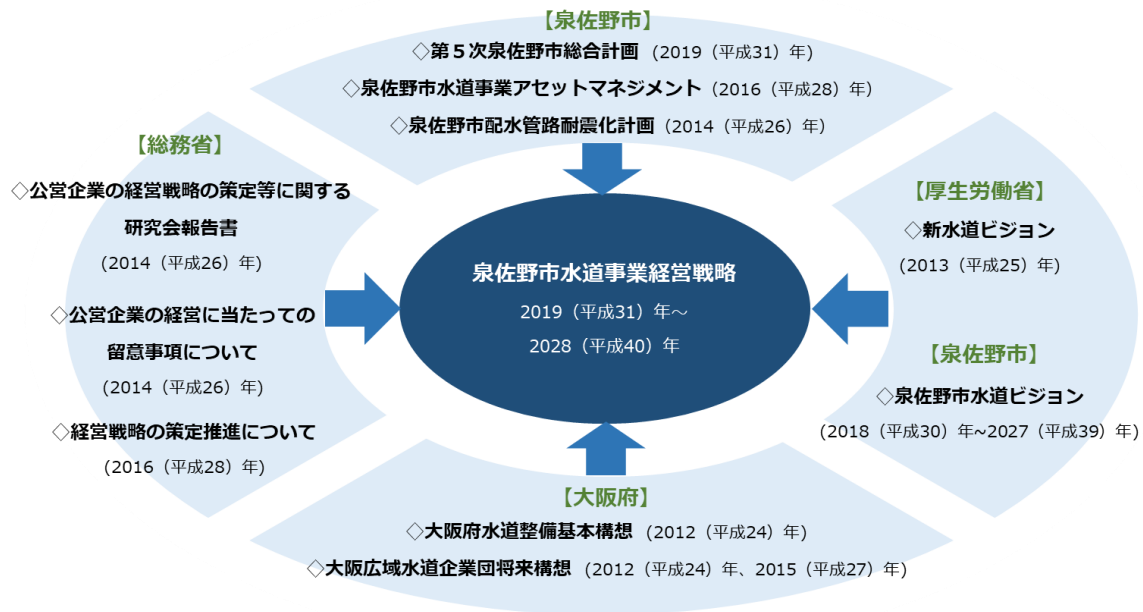 【泉佐野市】
◇第５次泉佐野市総合計画 (2019（平成31）年)
◇泉佐野市水道事業アセットマネジメント (2016（平成28）年)
◇泉佐野市配水管路耐震化計画 (2014（平成26）年)
【総務省】
◇公営企業の経営戦略の策定等に関する
研究会報告書
(2014（平成26）年)
◇公営企業の経営に当たっての
留意事項について
(2014（平成26）年)
◇経営戦略の策定推進について
(2016（平成28）年)
泉佐野市水道事業経営戦略
2019（平成31）年～
2028（平成40）年
【厚生労働省】
◇新水道ビジョン
(2013（平成25）年)
【泉佐野市】
◇泉佐野市水道ビジョン
(2018（平成30）年~2027（平成39）年)
【大阪府】
◇大阪府水道整備基本構想 (2012（平成24）年)
◇大阪広域水道企業団将来構想 (2012（平成24）年、2015（平成27）年)